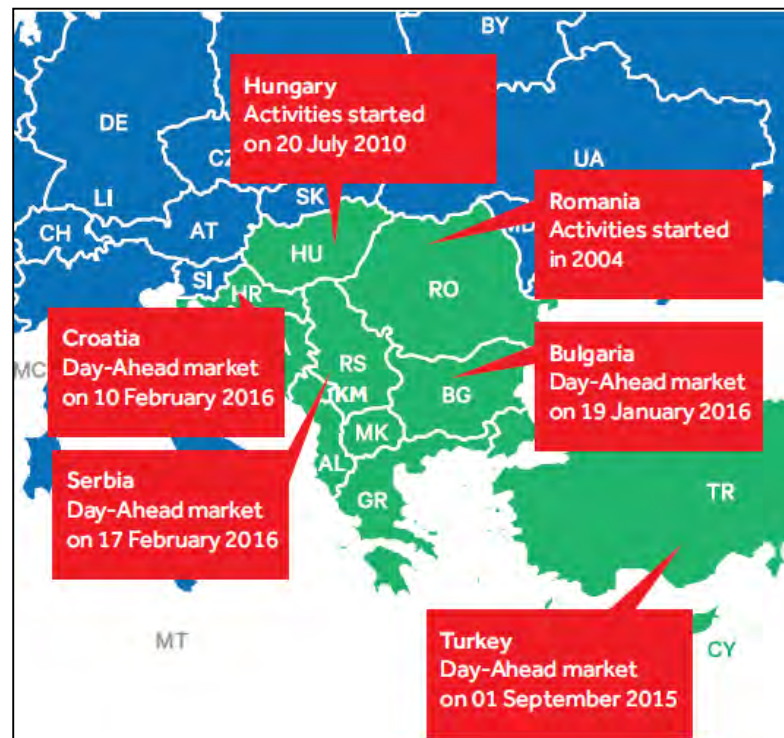 BY
Hungary
Activities started
on 20 July 2010
DE
UA
LI
SK
CH
AT
HU
SI
HR
Romania
Activities started
in 2004
RO
Croatia
Day-Ahead market
on 10 February 2016
MC
RS
KM
BG
Bulgaria
Day-Ahead market
on 19 January 2016
MK
AL
GR
TR
Serbia
Day-Ahead market
on 17 February 2016
MT
Turkey
Day-Ahead market
on 01 September 2015
CY